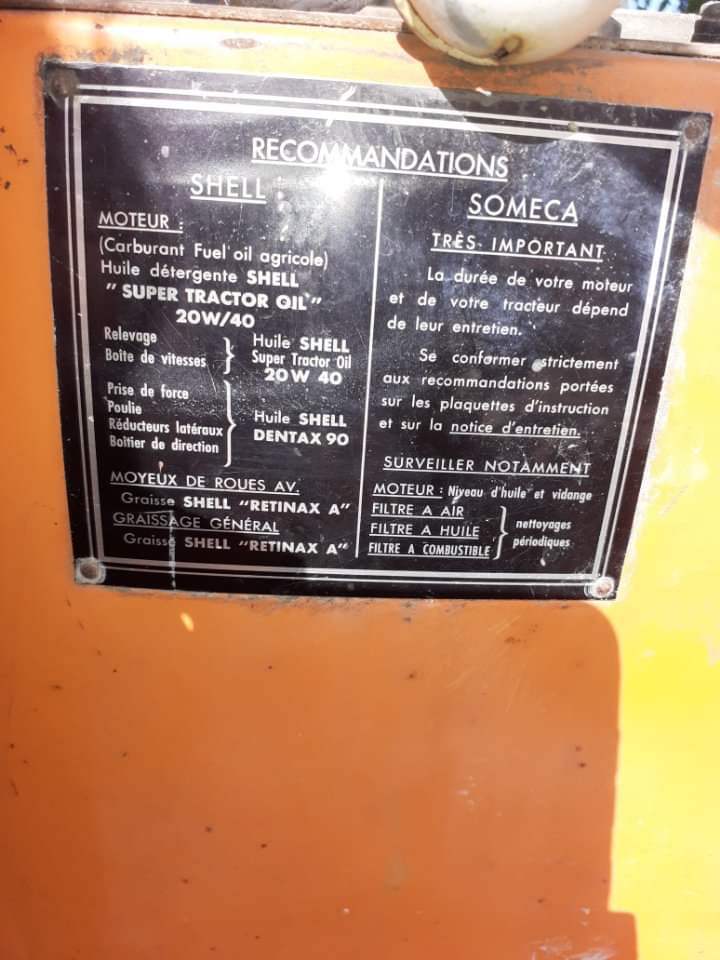 RECOMMANDATIONS
SHELL
MOTEUR :
(Carburant Fuel oil agricole)
Huile détergente SHELL
" SUPER TRACTOR OIL"
20W/40
Relevage
Boîte de vitesses
Huile SHELL
Super Tractor Oil
20 W 40
Prise de force
Poulie
Réducteurs latéraux
Boitier de direction
Huile SHELL
DENTAX 90
MOYEUX DE ROUES AV.
Graisse SHELL "RETINAX A"
GRAISSAGE GÉNÉRAL
Graisse SHELL "RETINAX A"
SOMECA
TRÈS IMPORTANT
La durée de votre moteur
et de votre tracteur dépend
de leur entretien.
Se conformer strictement
aux recommandations portées
sur les plaquettes d'instruction
et sur la notice d'entretien.
SURVEILLER NOTAMMENT
MOTEUR : Niveau d'huile et vidange
FILTRE A AIR
FILTRE A HUILE
FILTRE A COMBUSTIBLE
nettoyages
périodiques